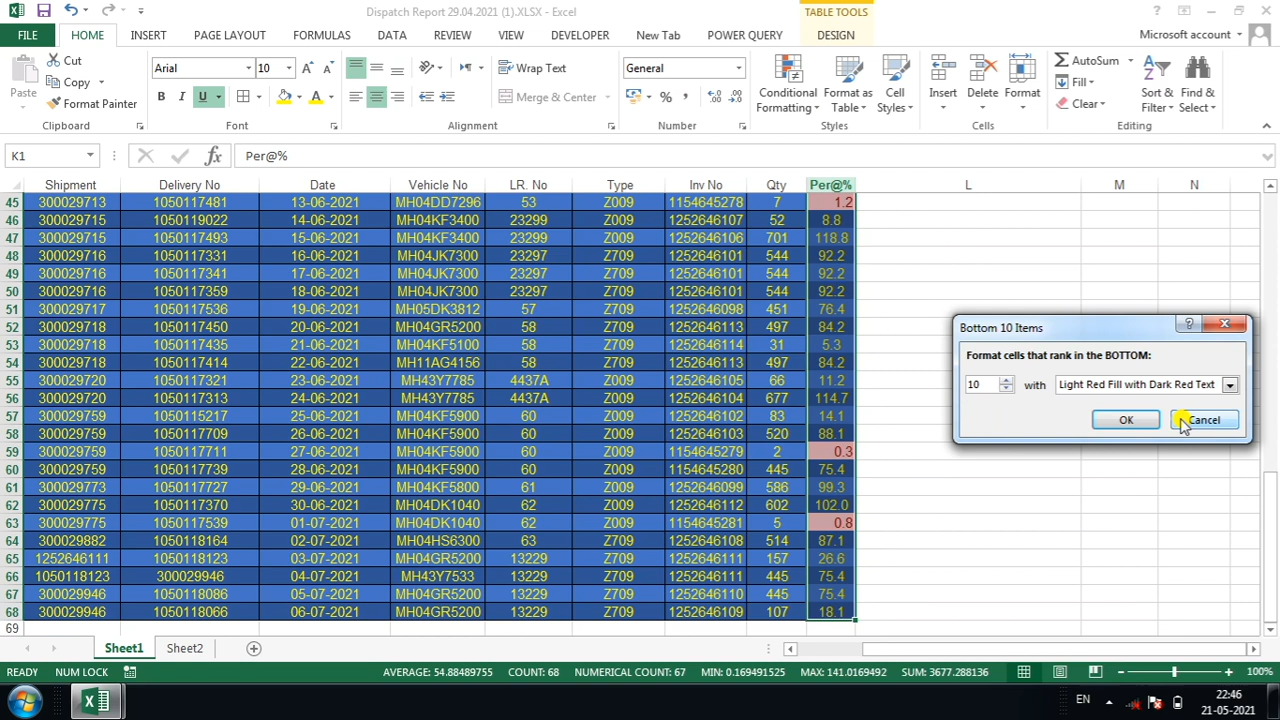 Dispatch Report 29.04.2021 (1).XLSX - Excel
TABLE TOOLS
FILE HOME INSERT PAGE LAYOUT FORMULAS DATA REVIEW VIEW DEVELOPER New Tab POWER QUERY DESIGN Microsoft account
Paste
Cut
Copy
Format Painter
Clipboard
Arial 10
B I U
Font
Wrap Text
Merge & Center
Alignment
General
Number
Conditional Formatting
Format as Table
Cell Styles
Styles
Insert Delete Format
Cells
AutoSum
Fill
Clear
Sort & Filter
Find & Select
Editing
K1 fx Per@%
Shipment Delivery No Date Vehicle No LR. No Type Inv No Qty Per@% L M N
45 300029713 1050117481 13-06-2021 MH04DD7296 53 Z009 1154645278 7 1.2
46 300029715 1050119022 14-06-2021 MH04KF3400 23299 Z009 1252646107 52 8.8
47 300029715 1050117493 15-06-2021 MH04KF3400 23299 Z009 1252646106 701 118.8
48 300029716 1050117331 16-06-2021 MH04JK7300 23297 Z009 1252646101 544 92.2
49 300029716 1050117341 17-06-2021 MH04JK7300 23297 Z009 1252646101 544 92.2
50 300029716 1050117359 18-06-2021 MH04JK7300 23297 Z009 1252646101 544 92.2
51 300029717 1050117536 19-06-2021 MH05DK3812 57 Z009 1252646098 451 76.4
52 300029718 1050117450 20-06-2021 MH04GR5200 58 Z009 1252646113 497 84.2
53 300029718 1050117435 21-06-2021 MH04KF5100 58 Z009 1252646114 31 5.3
54 300029718 1050117414 22-06-2021 MH11AG4156 58 Z009 1252646113 497 84.2
55 300029720 1050117321 23-06-2021 MH43Y7785 4437A Z009 1252646105 66 11.2
56 300029720 1050117313 24-06-2021 MH43Y7785 4437A Z009 1252646104 677 114.7
57 300029759 1050115217 25-06-2021 MH04KF5900 60 Z009 1252646102 83 14.1
58 300029759 1050117709 26-06-2021 MH04KF5900 60 Z009 1252646103 520 88.1
59 300029759 1050117711 27-06-2021 MH04KF5900 60 Z009 1154645279 2 0.3
60 300029759 1050117739 28-06-2021 MH04KF5900 60 Z009 1154645280 445 75.4
61 300029773 1050117727 29-06-2021 MH04KF5800 61 Z009 1252646099 586 99.3
62 300029775 1050117370 30-06-2021 MH04DK1040 62 Z009 1252646112 602 102.0
63 300029775 1050117539 01-07-2021 MH04DK1040 62 Z009 1154645281 5 0.8
64 300029882 1050118164 02-07-2021 MH04HS6300 63 Z009 1252646108 514 87.1
65 1252646111 1050118123 03-07-2021 MH04GR5200 13229 Z709 1252646111 157 26.6
66 1050118123 300029946 04-07-2021 MH43Y7533 13229 Z709 1252646111 445 75.4
67 300029946 1050118086 05-07-2021 MH04GR5200 13229 Z709 1252646110 445 75.4
68 300029946 1050118066 06-07-2021 MH04GR5200 13229 Z709 1252646109 107 18.1
69
Bottom 10 Items
Format cells that rank in the BOTTOM:
10 with Light Red Fill with Dark Red Text
OK Cancel
Sheet1 Sheet2
READY NUM LOCK AVERAGE: 54.88489755 COUNT: 68 NUMERICAL COUNT: 67 MIN: 0.169491525 MAX: 141.0169492 SUM: 3677.288136 100%
EN 22:46
21-05-2021